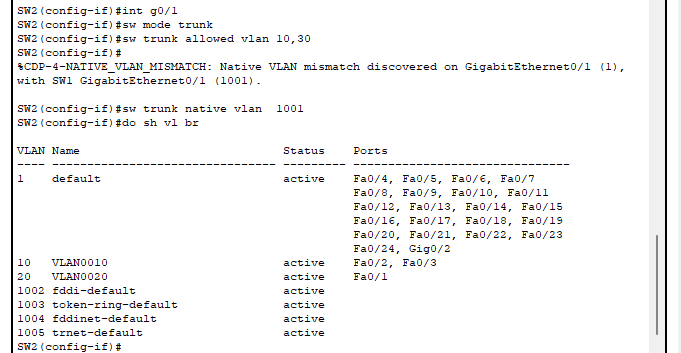 SW2(config-if)#int g0/1
SW2(config-if)#sw mode trunk
SW2(config-if)#sw trunk allowed vlan 10,30
SW2(config-if)#
%CDP-4-NATIVE_VLAN_MISMATCH: Native VLAN mismatch discovered on GigabitEthernet0/1 (1),
with SW1 GigabitEthernet0/1 (1001).

SW2(config-if)#sw trunk native vlan  1001
SW2(config-if)#do sh vl br

VLAN Name                             Status    Ports
---- -------------------------------- --------- -------------------------------
1    default                          active    Fa0/4, Fa0/5, Fa0/6, Fa0/7
                                                Fa0/8, Fa0/9, Fa0/10, Fa0/11
                                                Fa0/12, Fa0/13, Fa0/14, Fa0/15
                                                Fa0/16, Fa0/17, Fa0/18, Fa0/19
                                                Fa0/20, Fa0/21, Fa0/22, Fa0/23
                                                Fa0/24, Gig0/2
10   VLAN0010                         active    Fa0/2, Fa0/3
20   VLAN0020                         active    Fa0/1
1002 fddi-default                     active
1003 token-ring-default               active
1004 fddinet-default                  active
1005 trnet-default                    active
SW2(config-if)#